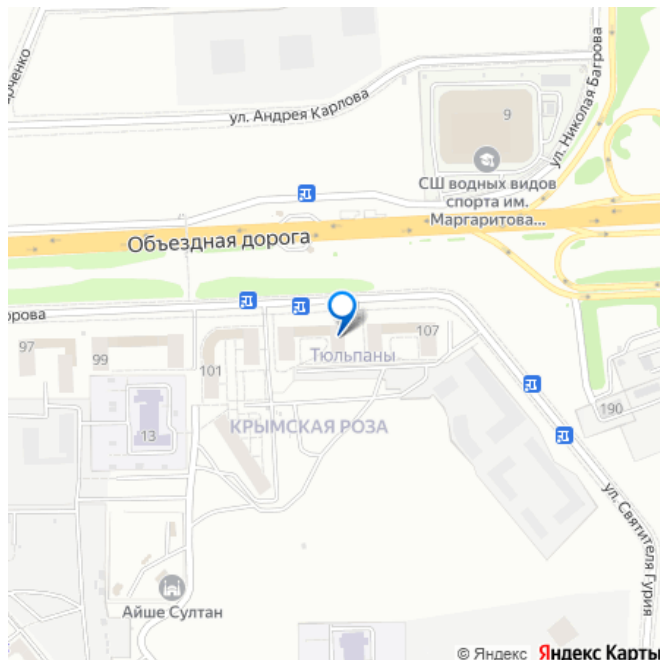 ул. Андрея Карлова
9
ул. Николая Багрова
СШ водных видов
спорта им.
Маргаритова...
Объездная дорога
97
99
101
107
Тюльпаны
190
13
КРЫМСКАЯ РОЗА
ул. Святителя Гурия
Айше Султан
© Яндекс Яндекс Карты